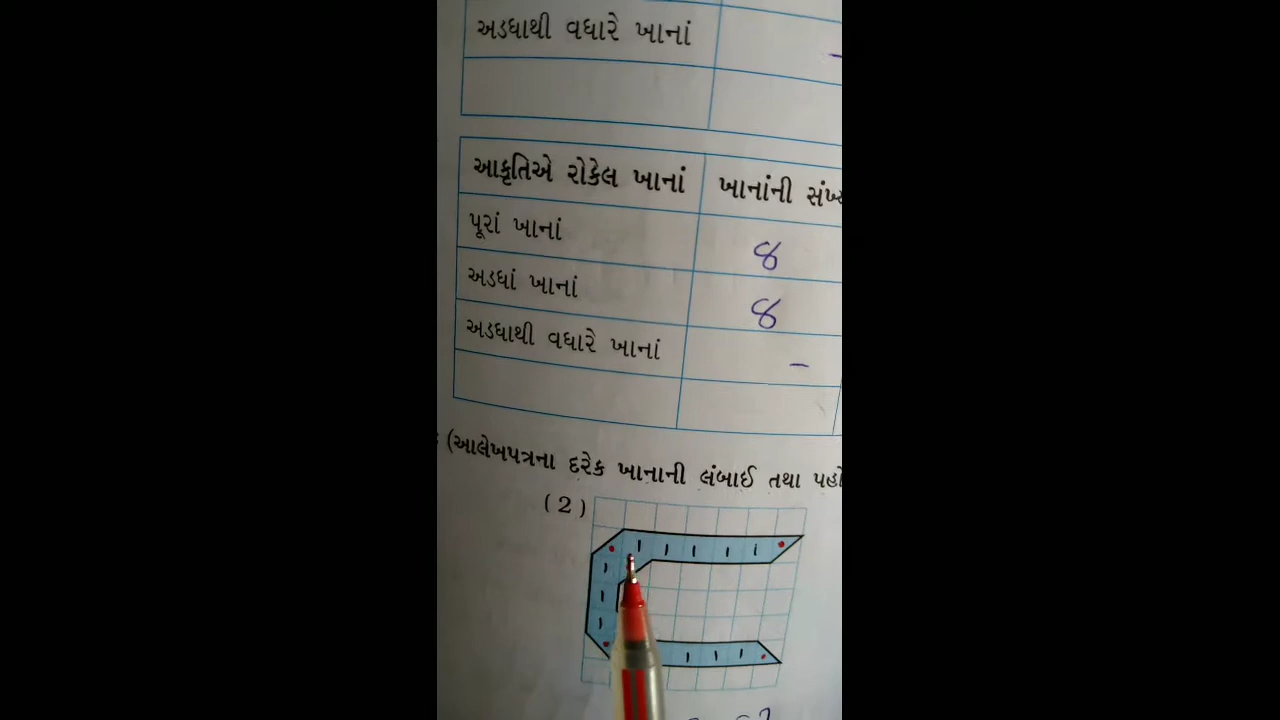 અડધાથી વધારે ખાનાં –
આકૃતિએ રોકેલ ખાનાં ખાનાંની
પૂરાં ખાનાં 8
અડધાં ખાનાં 8
અડધાથી વધારે ખાનાં –
(આલેખપત્રના દરેક ખાનાની લંબાઈ તથા
(2)